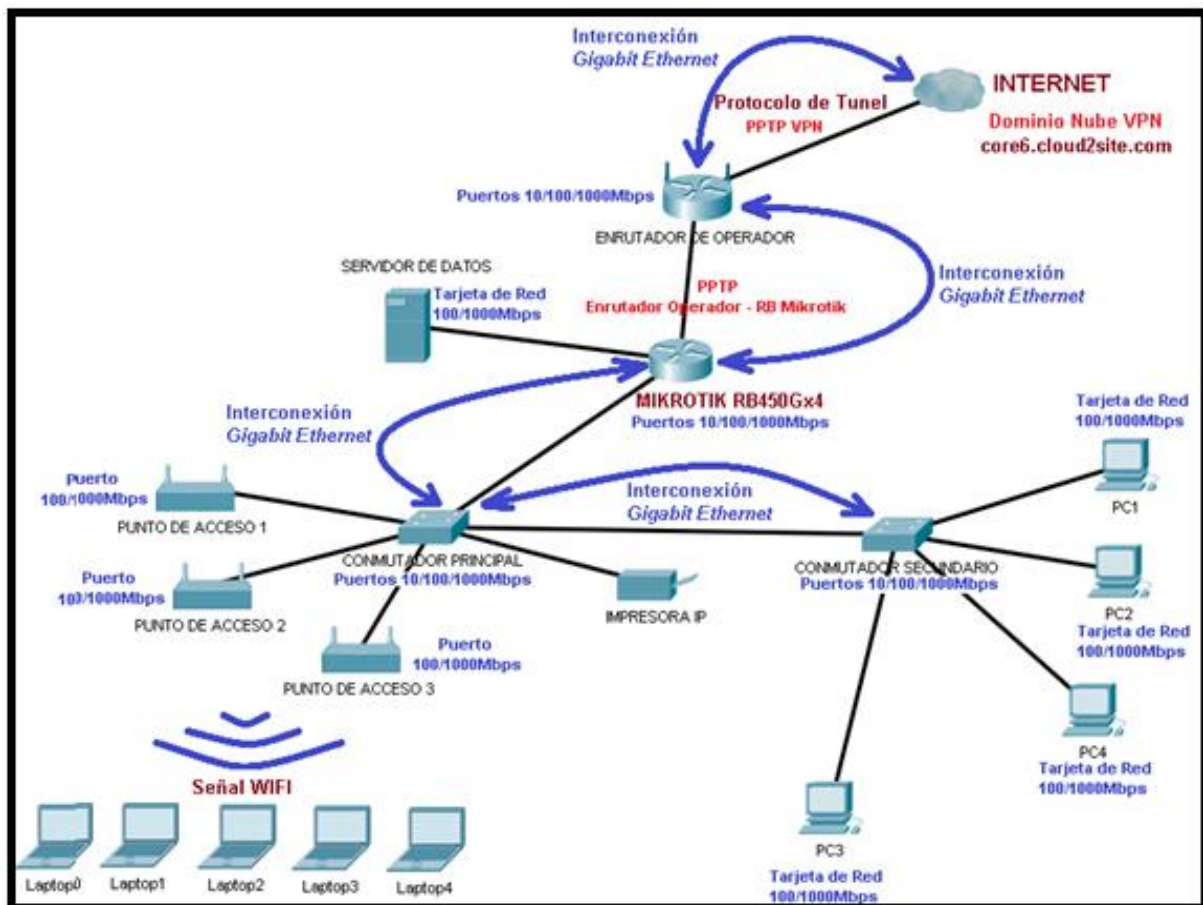 Interconexión
Gigabit Ethernet
INTERNET
Protocolo de Tunel
PPTP VPN
Dominio Nube VPN
core6.cloud2site.com
Puertos 10/100/1000Mbps
ENRUTADOR DE OPERADOR
SERVIDOR DE DATOS
Tarjeta de Red
100/1000Mbps
PPTP
Enrutador Operador - RB Mikrotik
Interconexión
Gigabit Ethernet
MIKROTIK RB450Gx4
Puertos 10/100/1000Mbps
Interconexión
Gigabit Ethernet
Tarjeta de Red
100/1000Mbps
PC1
Puerto
100/1000Mbps
PUNTO DE ACCESO 1
Interconexión
Gigabit Ethernet
CONMUTADOR PRINCIPAL
Puertos 10/100/1000Mbps
CONMUTADOR SECUNDARIO
Puertos 10/100/1000Mbps
Puerto
100/1000Mbps
PUNTO DE ACCESO 2
IMPRESORA IP
PC2
Tarjeta de Red
100/1000Mbps
Puerto
100/1000Mbps
PUNTO DE ACCESO 3
PC4
Tarjeta de Red
100/1000Mbps
Señal WIFI
PC3
Tarjeta de Red
100/1000Mbps
Laptop0
Laptop1
Laptop2
Laptop3
Laptop4